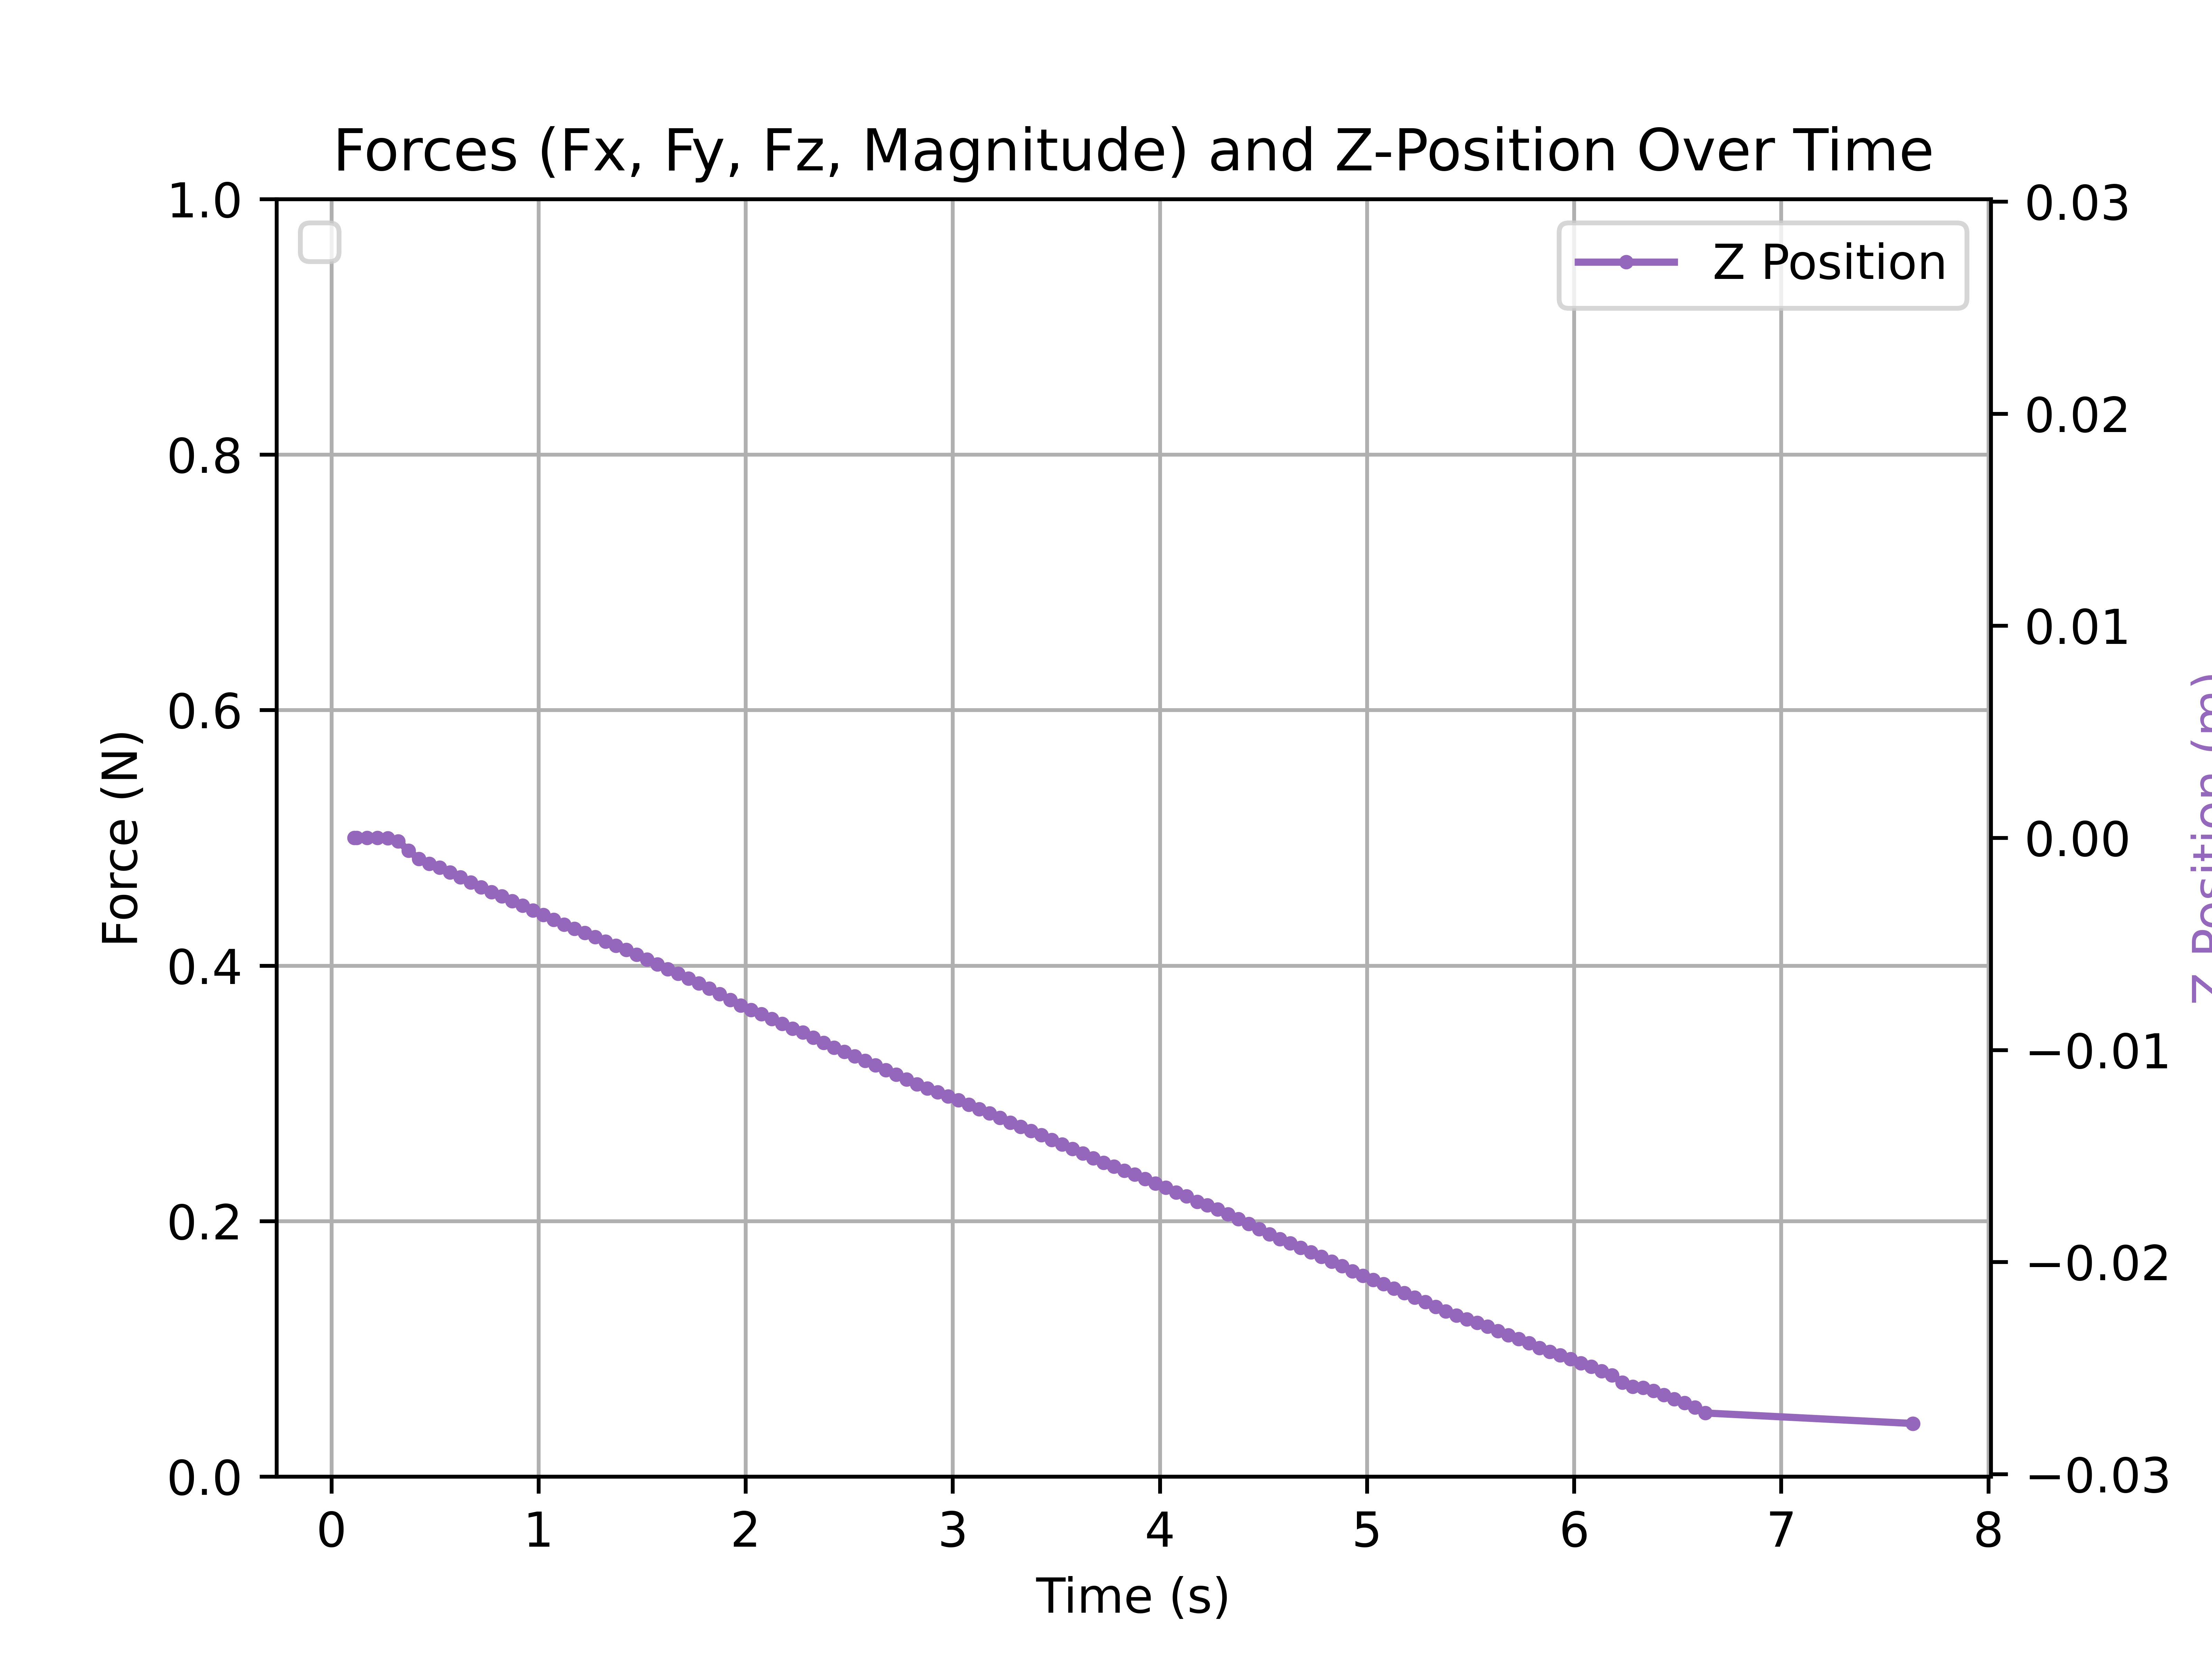 Forces (Fx, Fy, Fz, Magnitude) and Z-Position Over Time
1.0
0.8
0.6
0.4
0.2
0.0
Force (N)
Z Position
0.03
0.02
0.01
0.00
−0.01
−0.02
−0.03
Z Position (m)
0 1 2 3 4 5 6 7 8
Time (s)